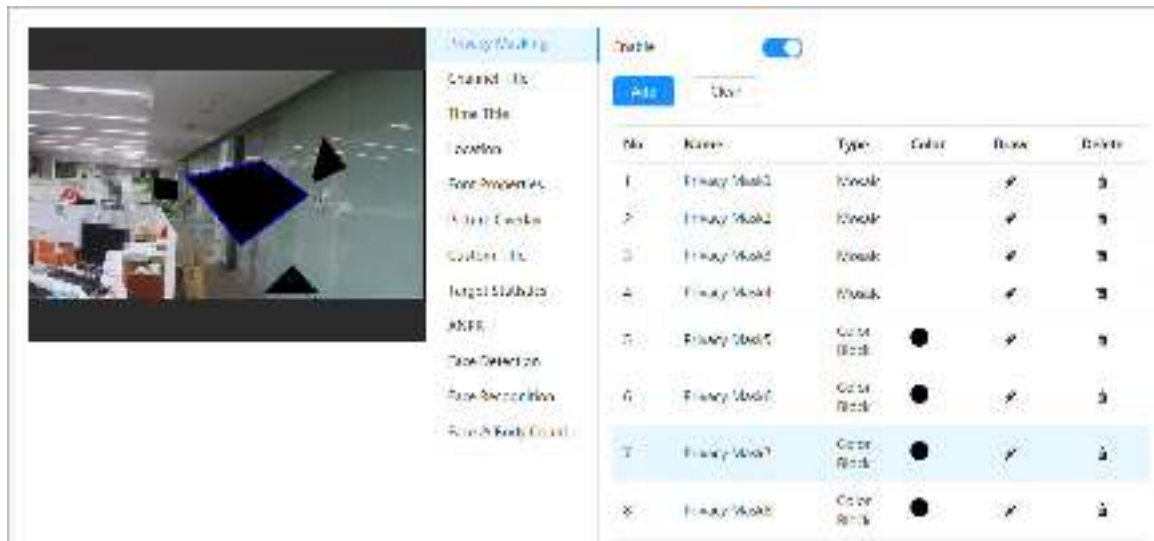 Privacy Masking
Channel Title
Time Title
Location
Font Properties
Picture Overlay
Custom Title
Target Statistics
ANPR
Face Detection
Face Recognition
Face & Body Count
Enable
Add Clear
No. Name Type Color Draw Delete
1 Privacy Mask1 Mosaic
2 Privacy Mask2 Mosaic
3 Privacy Mask3 Mosaic
4 Privacy Mask4 Mosaic
5 Privacy Mask5 Color Block
6 Privacy Mask6 Color Block
7 Privacy Mask7 Color Block
8 Privacy Mask8 Color Block